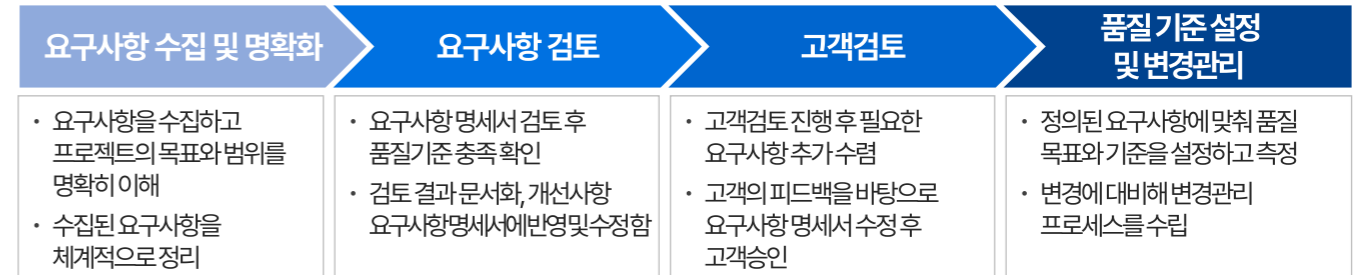 요구사항 수집 및 명확화
요구사항 검토
고객검토
품질 기준 설정
및 변경관리
· 요구사항을 수집하고
프로젝트의 목표와 범위를
명확히 이해
· 수집된 요구사항을
체계적으로 정리
· 요구사항 명세서 검토 후
품질기준 충족 확인
· 검토 결과 문서화, 개선사항
요구사항명세서에 반영 및 수정함
· 고객검토 진행 후 필요한
요구사항 추가 수렴
· 고객의 피드백을 바탕으로
요구사항 명세서 수정 후
고객승인
· 정의된 요구사항에 맞춰 품질
목표와 기준을 설정하고 측정
· 변경에 대비해 변경관리
프로세스를 수립